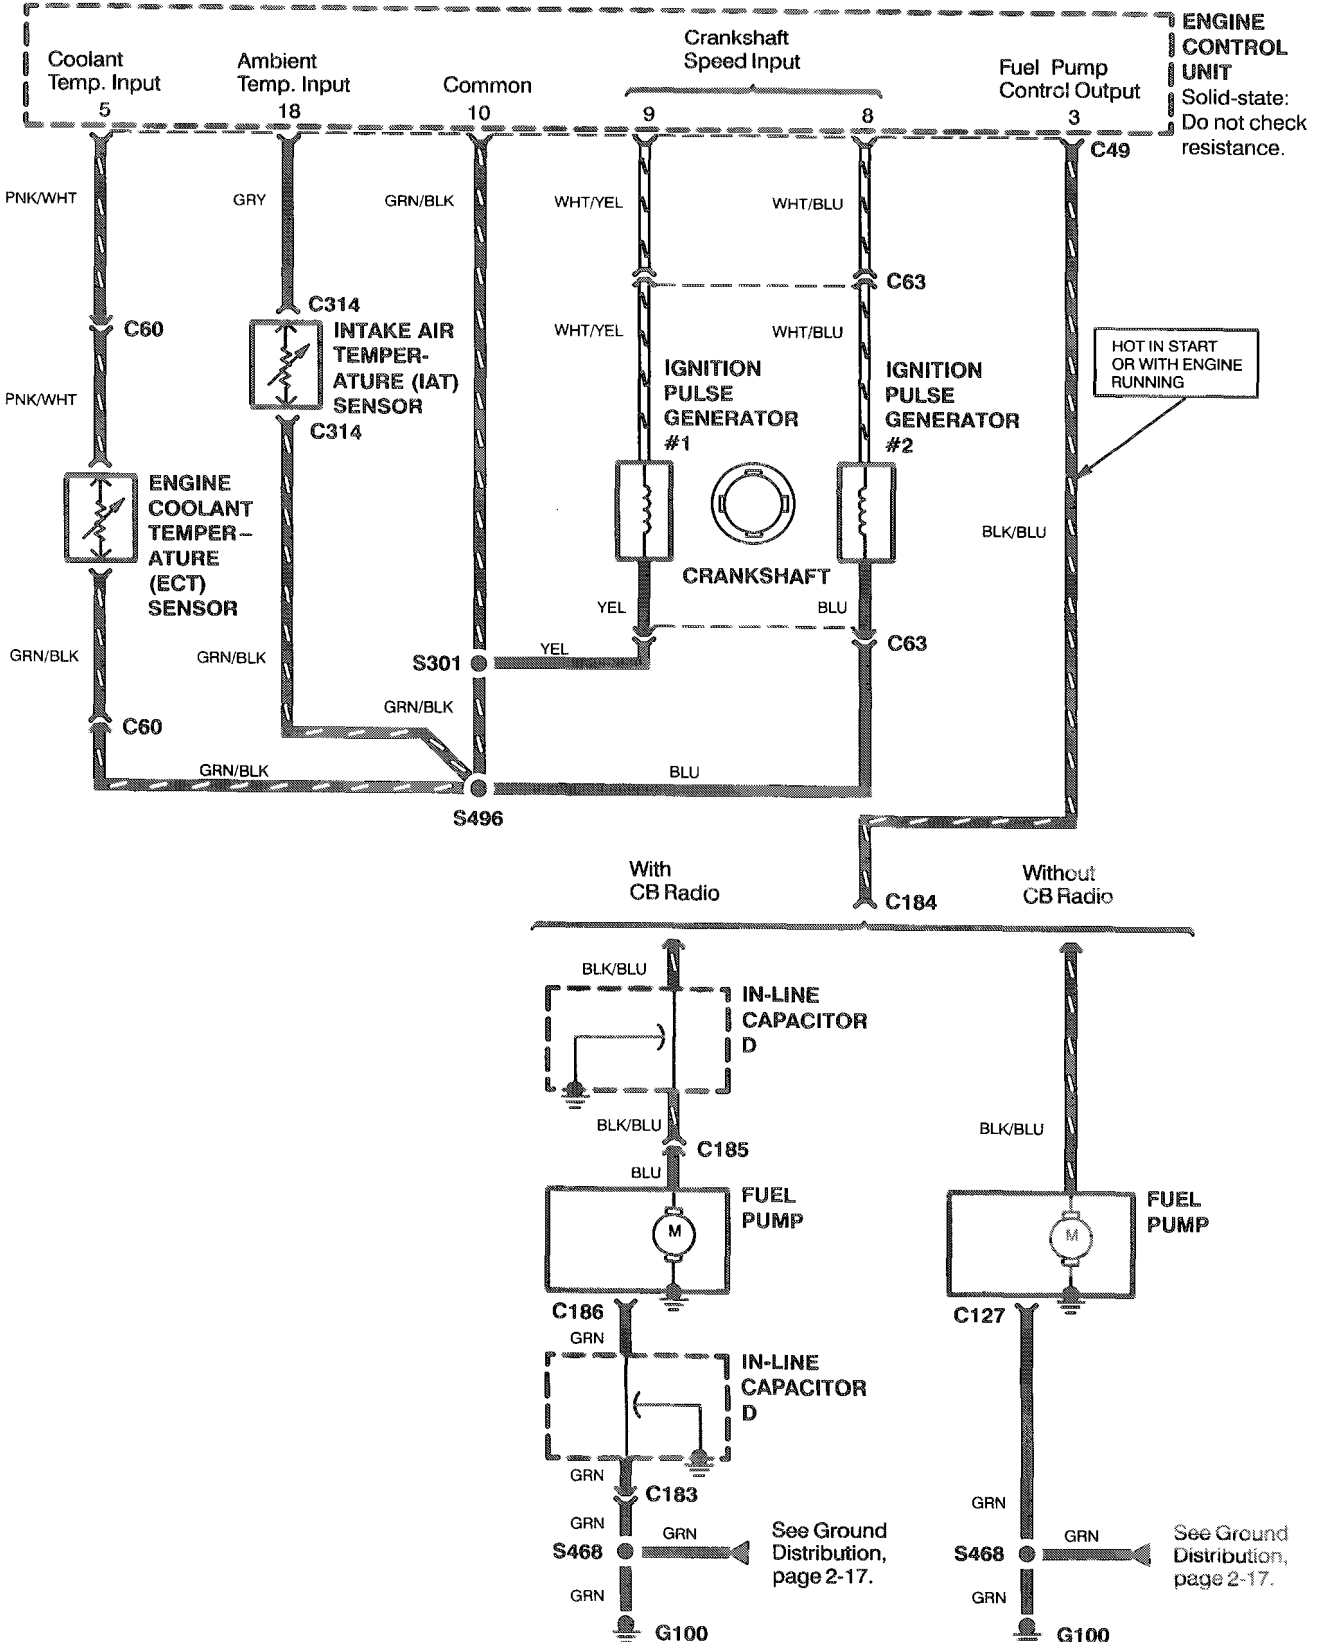 ENGINE
CONTROL
UNIT
Solid-state:
Do not check
resistance.
Coolant
Temp. Input
5
Ambient
Temp. Input
18
Common
10
Crankshaft
Speed Input
9
8
Fuel Pump
Control Output
3
C49
PNK/WHT
GRY
GRN/BLK
WHT/YEL
WHT/BLU
C63
C314
C60
INTAKE AIR
TEMPER-
ATURE (IAT)
SENSOR
C314
WHT/YEL
WHT/BLU
HOT IN START
OR WITH ENGINE
RUNNING
IGNITION
PULSE
GENERATOR
#1
IGNITION
PULSE
GENERATOR
#2
PNK/WHT
ENGINE
COOLANT
TEMPER-
ATURE
(ECT)
SENSOR
CRANKSHAFT
BLK/BLU
YEL
BLU
GRN/BLK
GRN/BLK
S301
YEL
C63
GRN/BLK
C60
GRN/BLK
BLU
S496
With
CB Radio
Without
CB Radio
C184
BLK/BLU
IN-LINE
CAPACITOR
D
BLK/BLU
C185
BLU
BLK/BLU
FUEL
PUMP
M
FUEL
PUMP
M
C186
GRN
C127
IN-LINE
CAPACITOR
D
GRN
C183
GRN
S468
GRN
See Ground
Distribution,
page 2-17.
GRN
G100
GRN
S468
GRN
See Ground
Distribution,
page 2-17.
GRN
G100